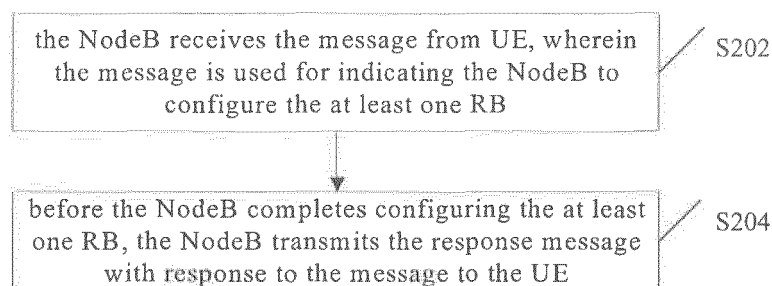 the NodeB receives the message from UE, wherein
the message is used for indicating the NodeB to
configure the at least one RB
S202
before the NodeB completes configuring the at least
one RB, the NodeB transmits the response message
with response to the message to the UE
S204